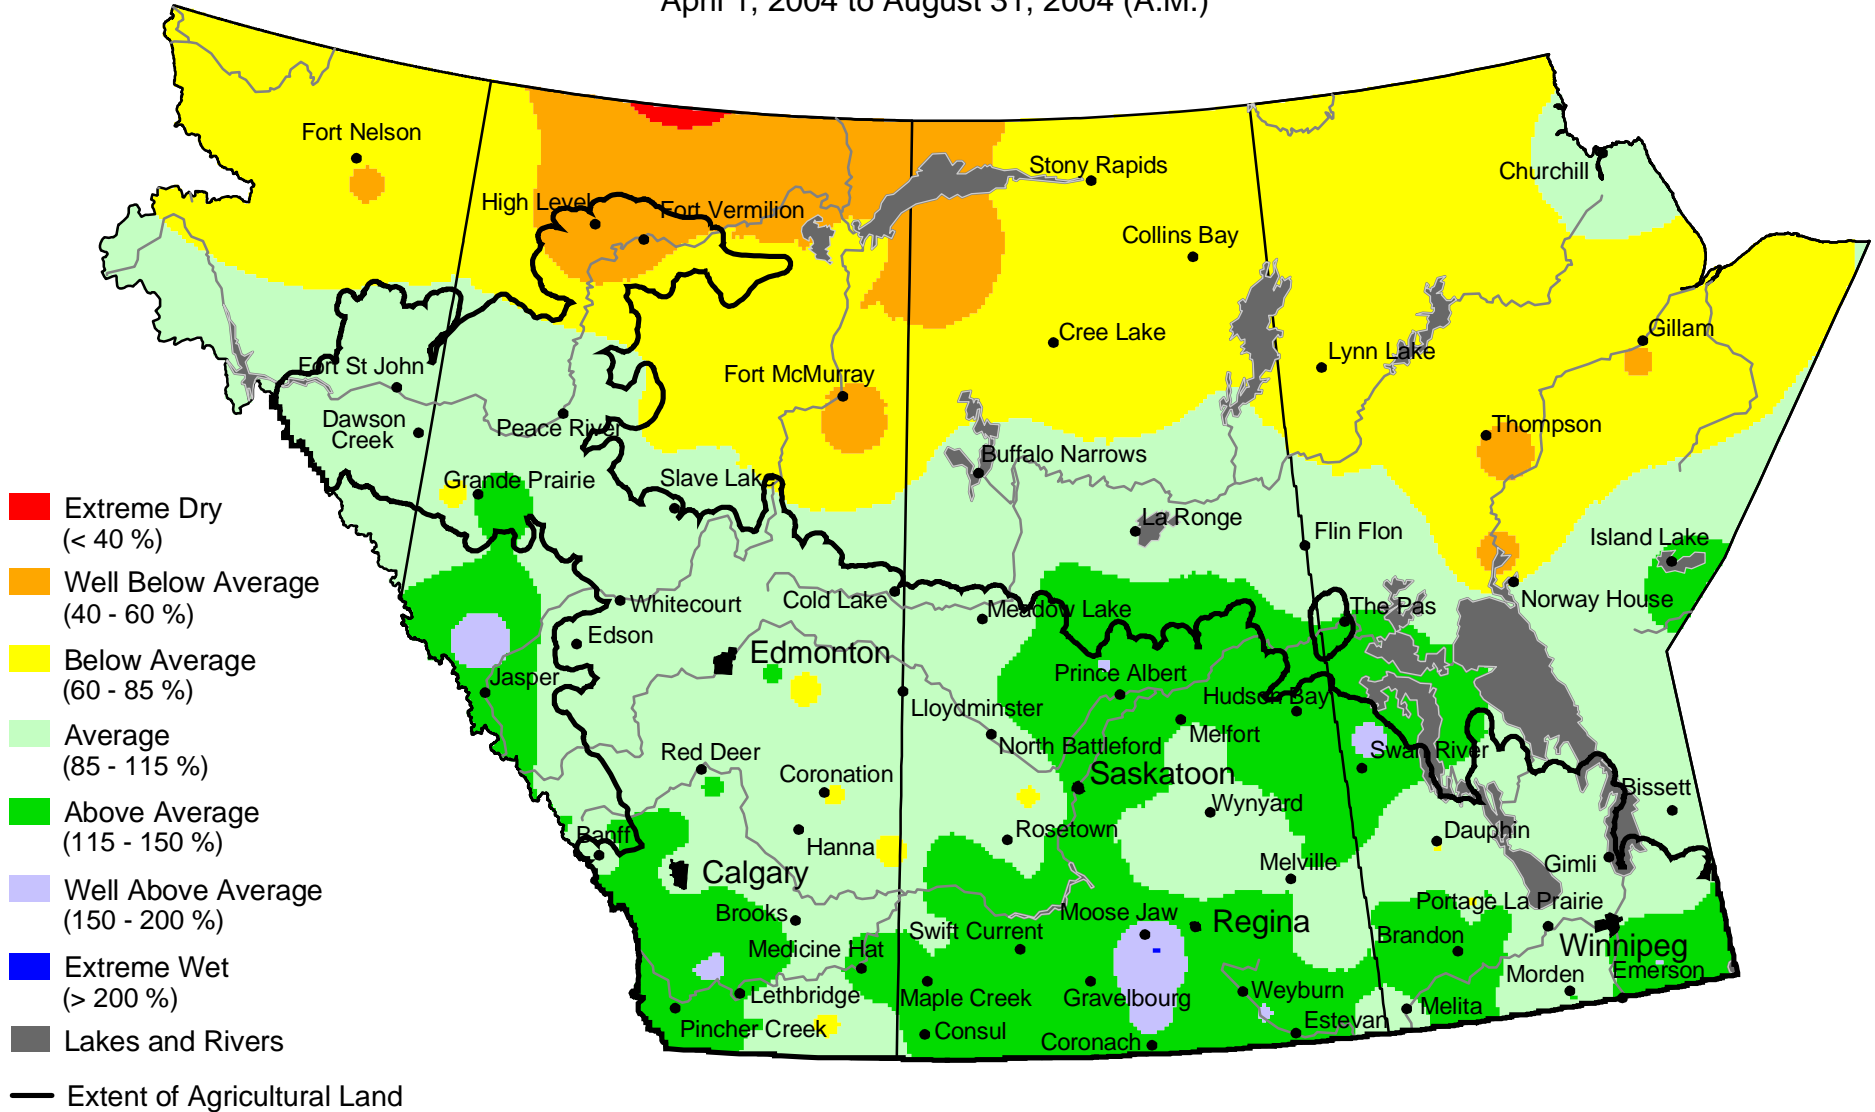 April 1, 2004 to August 31, 2004 (A.M.)
Fort Nelson
Stony Rapids
Churchill
High Level
Fort Vermilion
Collins Bay
Gillam
Cree Lake
Lynn Lake
Fort St John
Fort McMurray
Dawson
Creek
Peace River
Thompson
Buffalo Narrows
Grande Prairie
Slave Lake
La Ronge
Flin Flon
Island Lake
Whitecourt
Cold Lake
Meadow Lake
The Pas
Norway House
Edson
Edmonton
Jasper
Prince Albert
Hudson Bay
Lloydminster
North Battleford
Melfort
Swan River
Red Deer
Coronation
Saskatoon
Wynyard
Bissett
Banff
Hanna
Rosetown
Dauphin
Calgary
Melville
Gimli
Brooks
Moose Jaw
Regina
Portage La Prairie
Medicine Hat
Swift Current
Brandon
Winnipeg
Lethbridge
Maple Creek
Gravelbourg
Weyburn
Morden
Emerson
Pincher Creek
Consul
Coronach
Estevan
Melita
Extreme Dry
(< 40 %)
Well Below Average
(40 - 60 %)
Below Average
(60 - 85 %)
Average
(85 - 115 %)
Above Average
(115 - 150 %)
Well Above Average
(150 - 200 %)
Extreme Wet
(> 200 %)
Lakes and Rivers
Extent of Agricultural Land